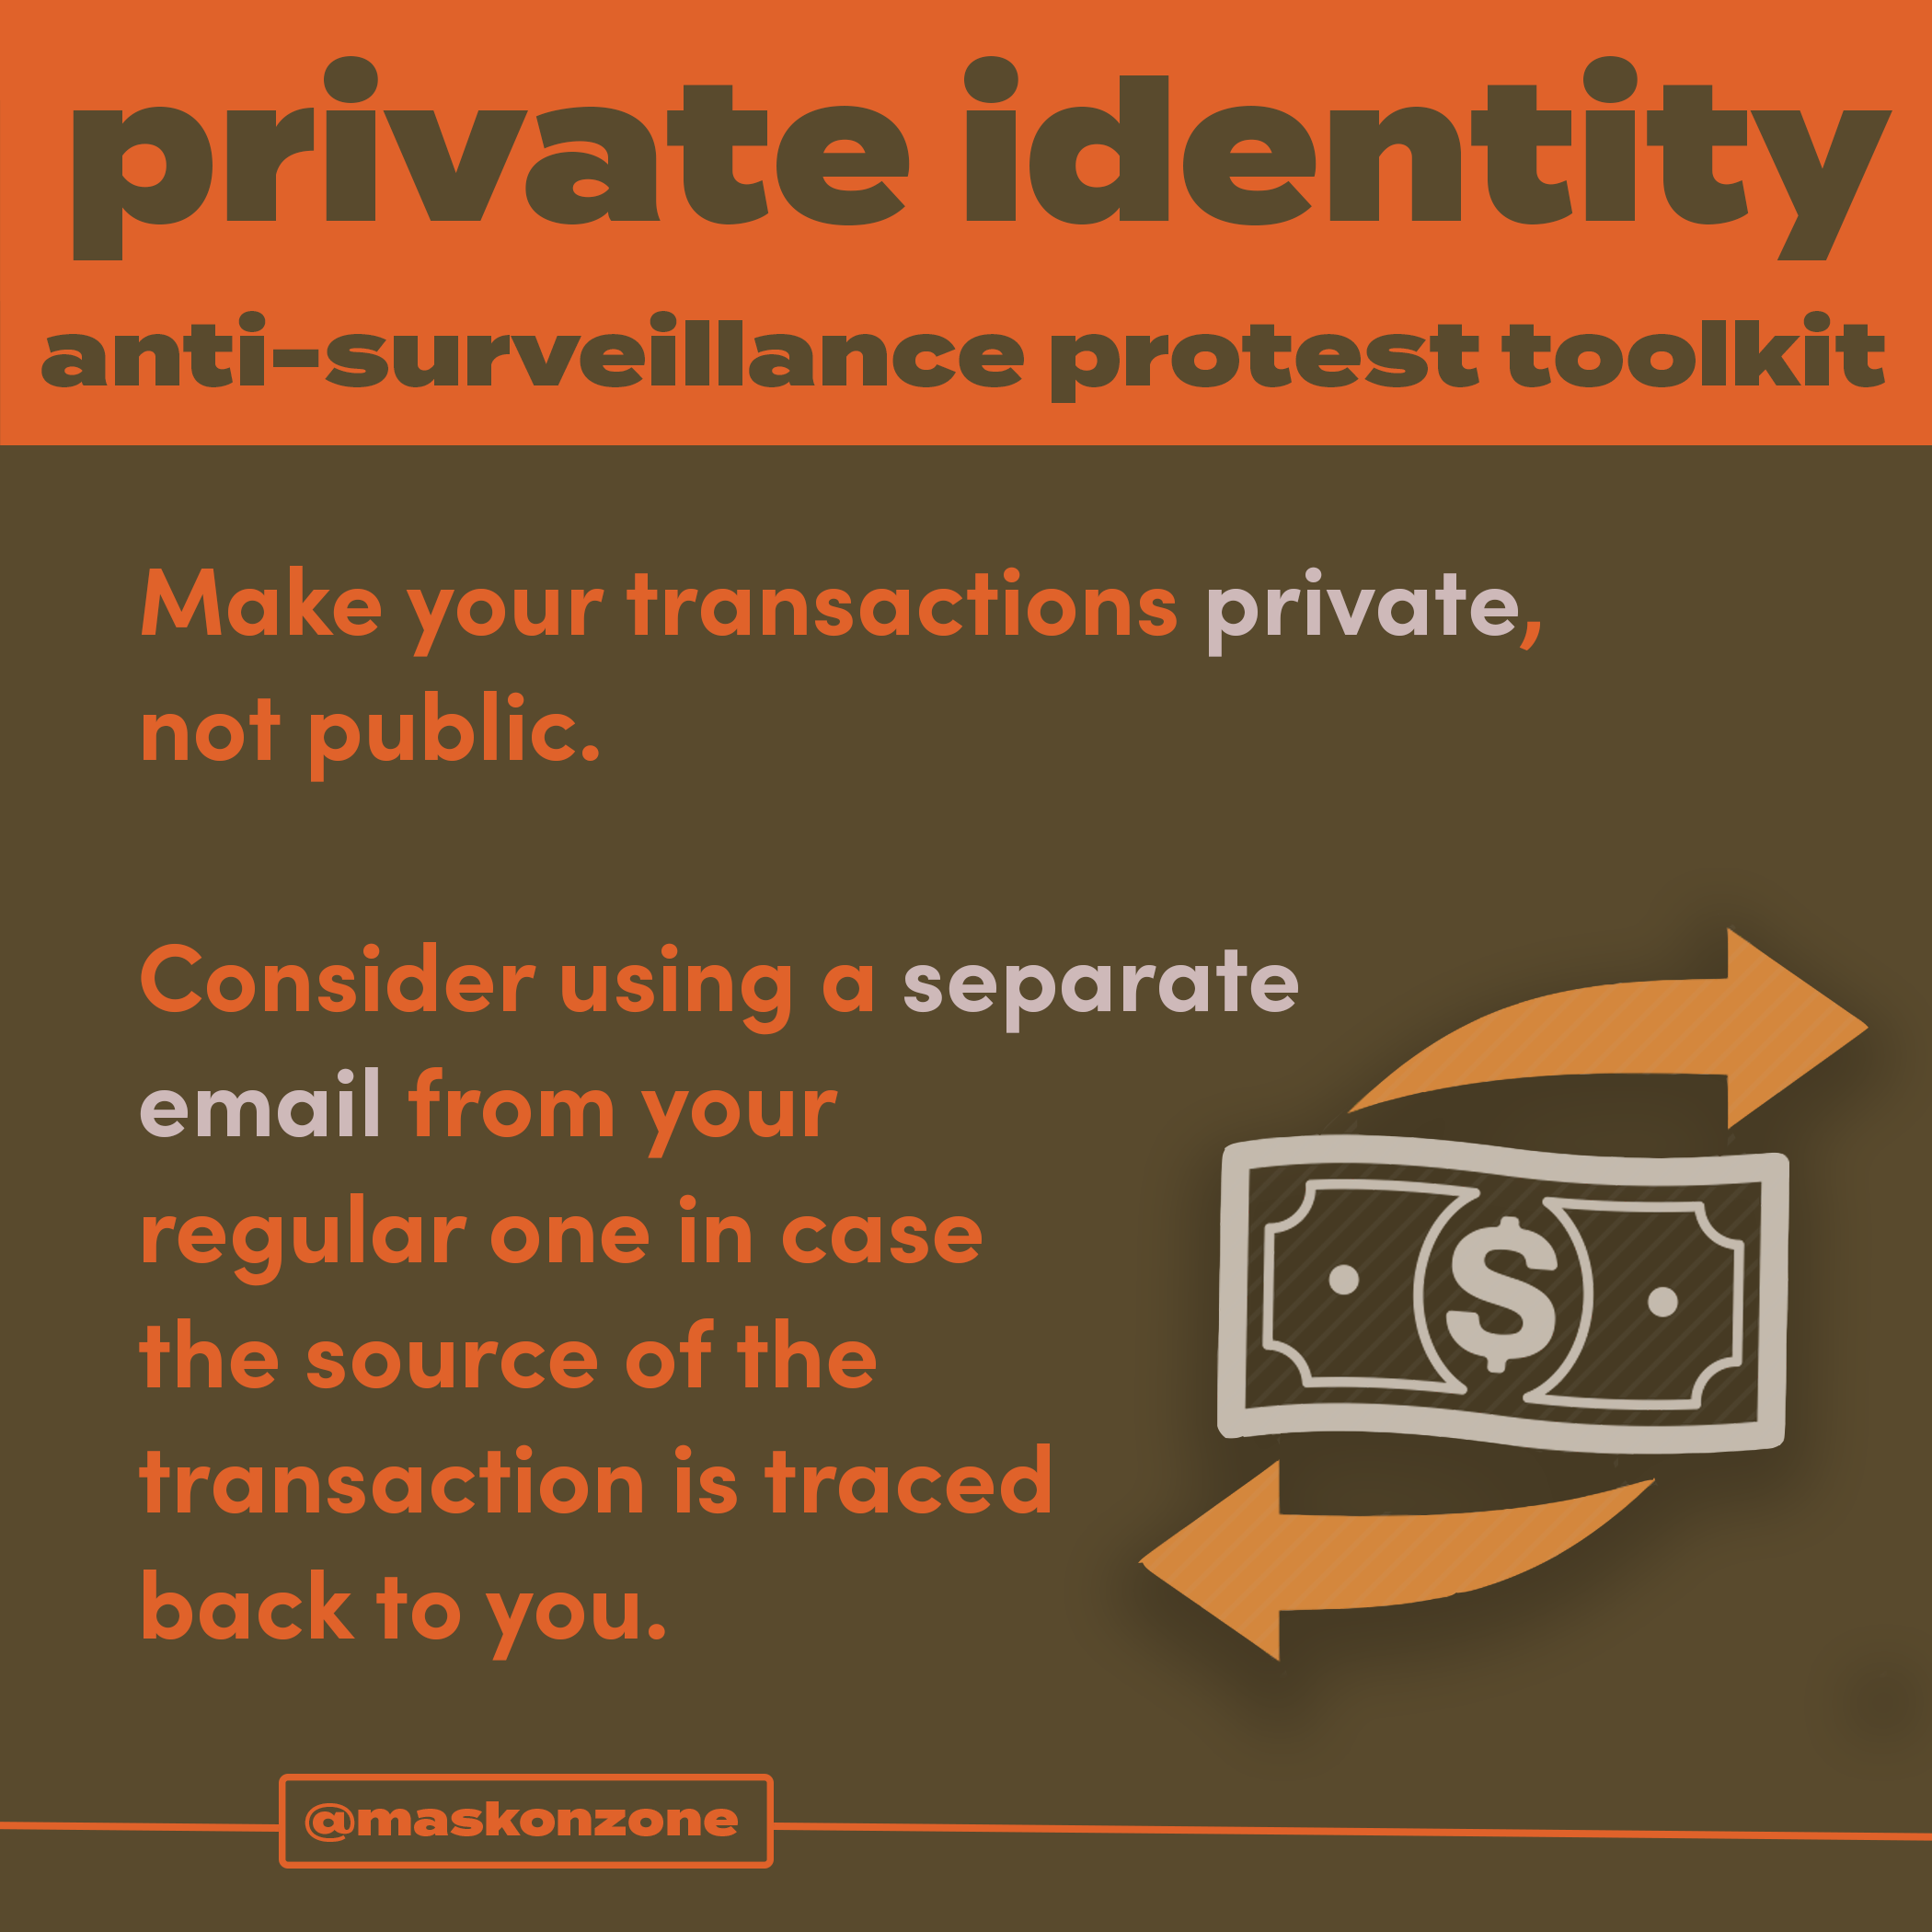 private identity
anti-surveillance protest toolkit
Make your transactions private,
not public.
Consider using a separate
email from your
regular one in case
the source of the
transaction is traced
back to you.
$
@maskonzone